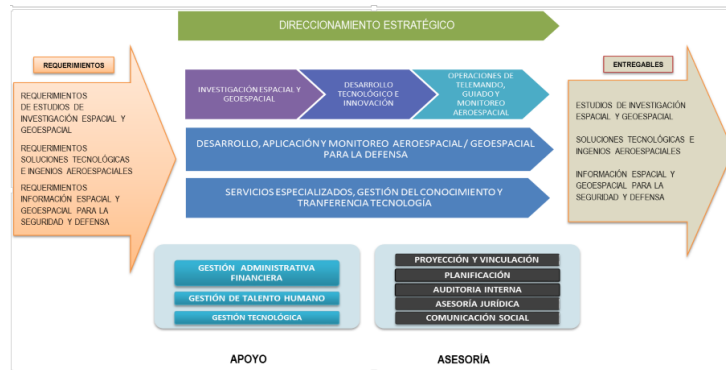 DIRECCIONAMIENTO ESTRATÉGICO
REQUERIMIENTOS
REQUERIMIENTOS
DE ESTUDIOS DE
INVESTIGACIÓN ESPACIAL Y
GEOESPACIAL
REQUERIMIENTOS
SOLUCIONES TECNOLÓGICAS
E INGENIOS AEROESPACIALES
REQUERIMIENTOS
INFORMACIÓN ESPACIAL Y
GEOESPACIAL PARA LA
SEGURIDAD Y DEFENSA
INVESTIGACIÓN ESPACIAL Y
GEOESPACIAL
DESARROLLO
TECNOLÓGICO E
INNOVACIÓN
OPERACIONES DE
TELEMANDO,
GUIADO Y
MONITOREO
AEROESPACIAL
DESARROLLO, APLICACIÓN Y MONITOREO AEROESPACIAL / GEOESPACIAL
PARA LA DEFENSA
SERVICIOS ESPECIALIZADOS, GESTIÓN DEL CONOCIMIENTO Y
TRANFERENCIA TECNOLOGÍA
ENTREGABLES
ESTUDIOS DE INVESTIGACIÓN
ESPACIAL Y GEOESPACIAL
SOLUCIONES TECNOLÓGICAS E
INGENIOS AEROESPACIALES
INFORMACIÓN ESPACIAL Y
GEOESPACIAL PARA LA
SEGURIDAD Y DEFENSA
GESTIÓN ADMINISTRATIVA
FINANCIERA
GESTIÓN DE TALENTO HUMANO
GESTIÓN TECNOLÓGICA
APOYO
PROYECCIÓN Y VINCULACIÓN
PLANIFICACIÓN
AUDITORIA INTERNA
ASESORÍA JURÍDICA
COMUNICACIÓN SOCIAL
ASESORÍA